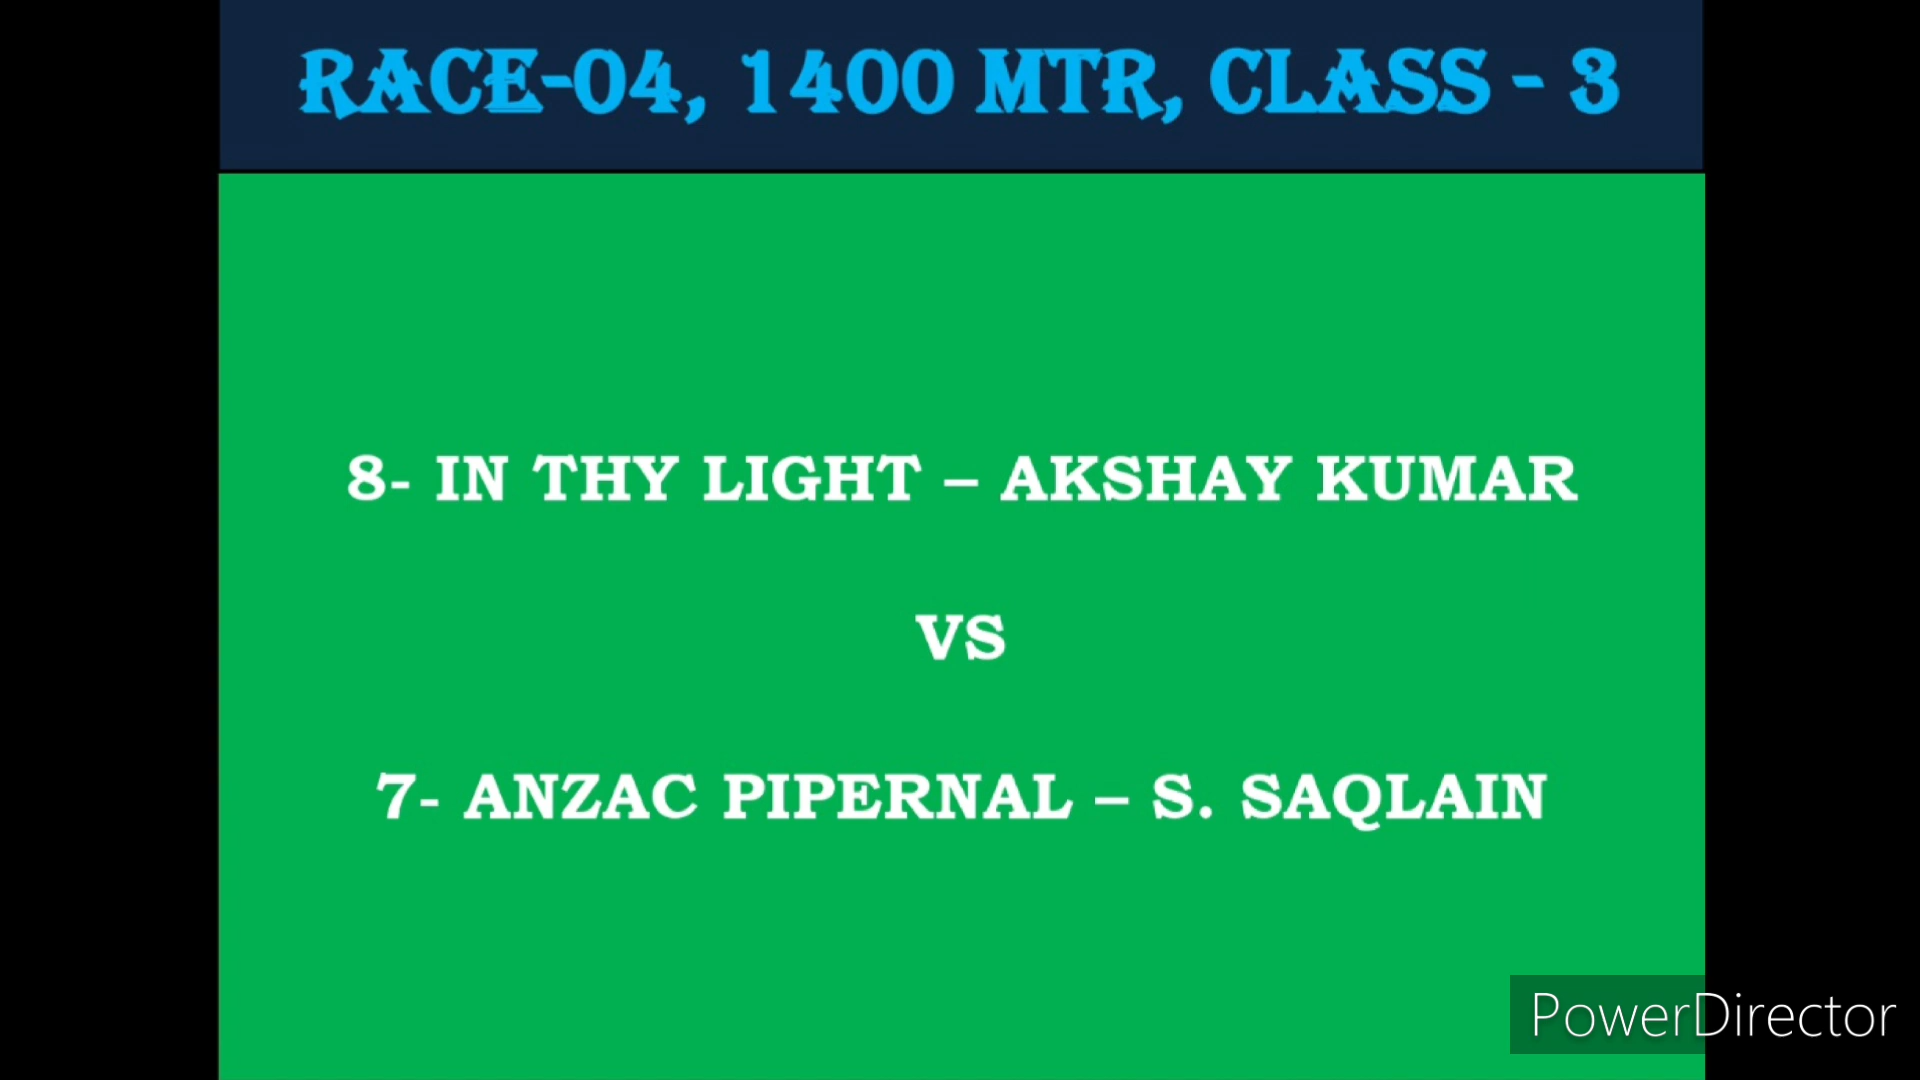 RACE-04, 1400 MTR, CLASS - 3
8- IN THY LIGHT – AKSHAY KUMAR
VS
7- ANZAC PIPERNAL – S. SAQLAIN
PowerDirector